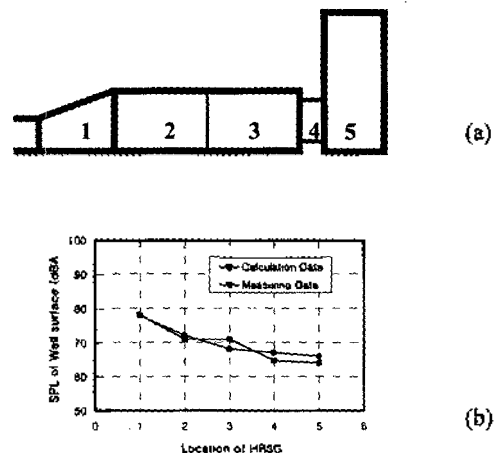 1 2 3 4 5
(a)
100
90
80
70
60
50
SPL of Wall surface (dBA
Calculation Data
Measuring Data
0 1 2 3 4 5 6
Location of HRSG
(b)